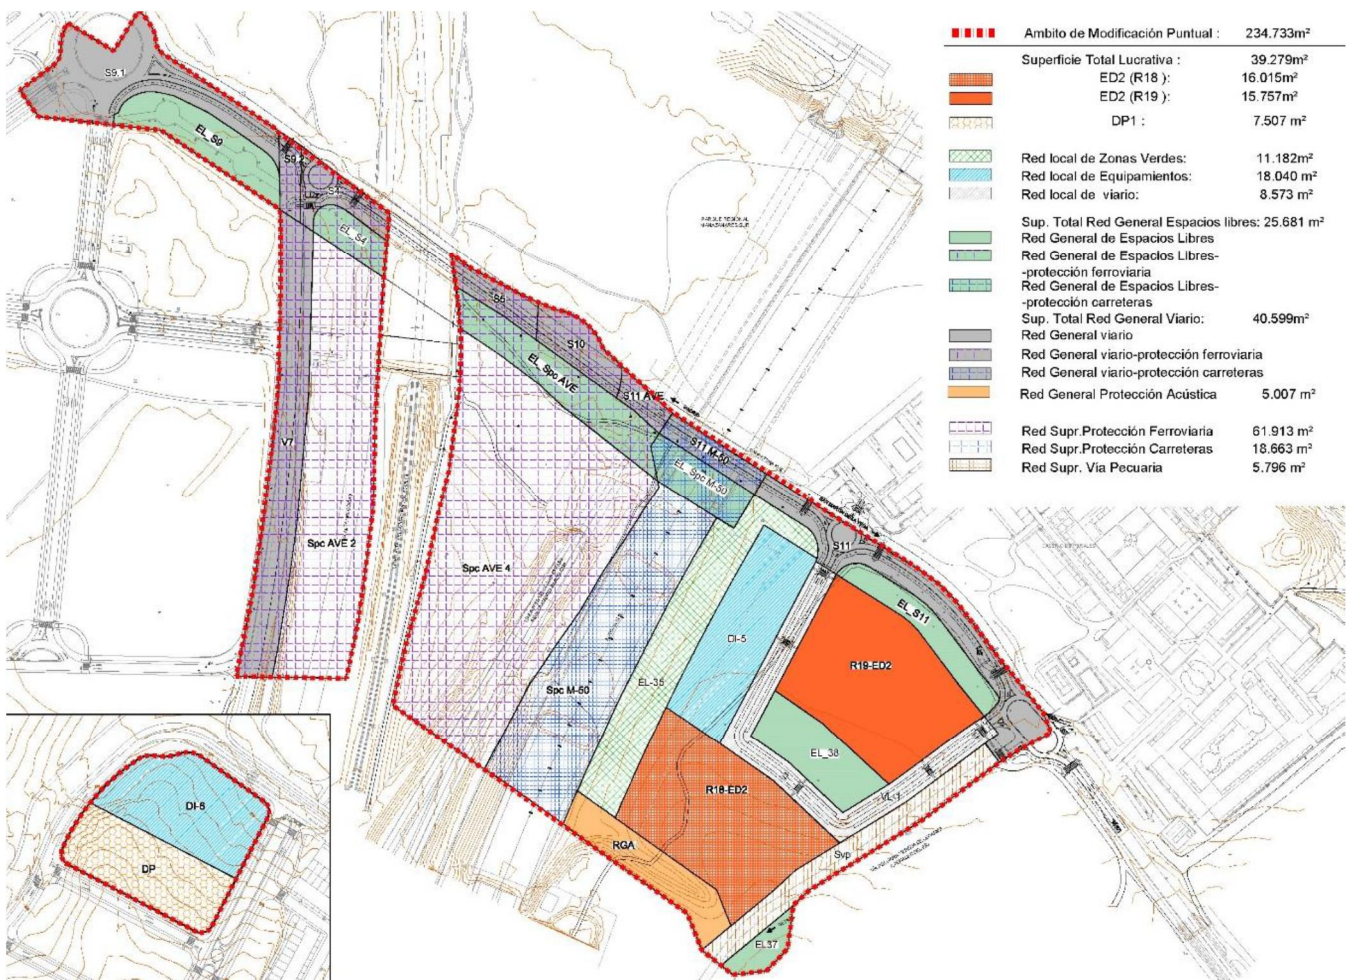 Ambito de Modificación Puntual : 234.733m²
Superficie Total Lucrativa : 39.279m²
ED2 (R18 ): 16.015m²
ED2 (R19 ): 15.757m²
DP1 : 7.507 m²
Red local de Zonas Verdes: 11.182m²
Red local de Equipamientos: 18.040 m²
Red local de viario: 8.573 m²
Sup. Total Red General Espacios libres: 25.681 m²
Red General de Espacios Libres
Red General de Espacios Libres-
-protección ferroviaria
Red General de Espacios Libres-
-protección carreteras
Sup. Total Red General Viario: 40.599m²
Red General viario
Red General viario-protección ferroviaria
Red General viario-protección carreteras
Red General Protección Acústica 5.007 m²
Red Supr.Protección Ferroviaria 61.913 m²
Red Supr.Protección Carreteras 18.663 m²
Red Supr. Via Pecuaria 5.796 m²
S9.1
EL_S9
S9.2
S4
EL_S4
PARQUE REGIONAL
S5
S10
EL_Spc AVE
S11 AVE
S11 M-50
EL_Spc M-50
V7
Spc AVE 2
Spc AVE 4
S11
EL_S11
DI-5
R19-ED2
Spc M-50
EL-35
EL_38
R18-ED2
VL-1
RGA
Svp
EL37
DI-6
DP